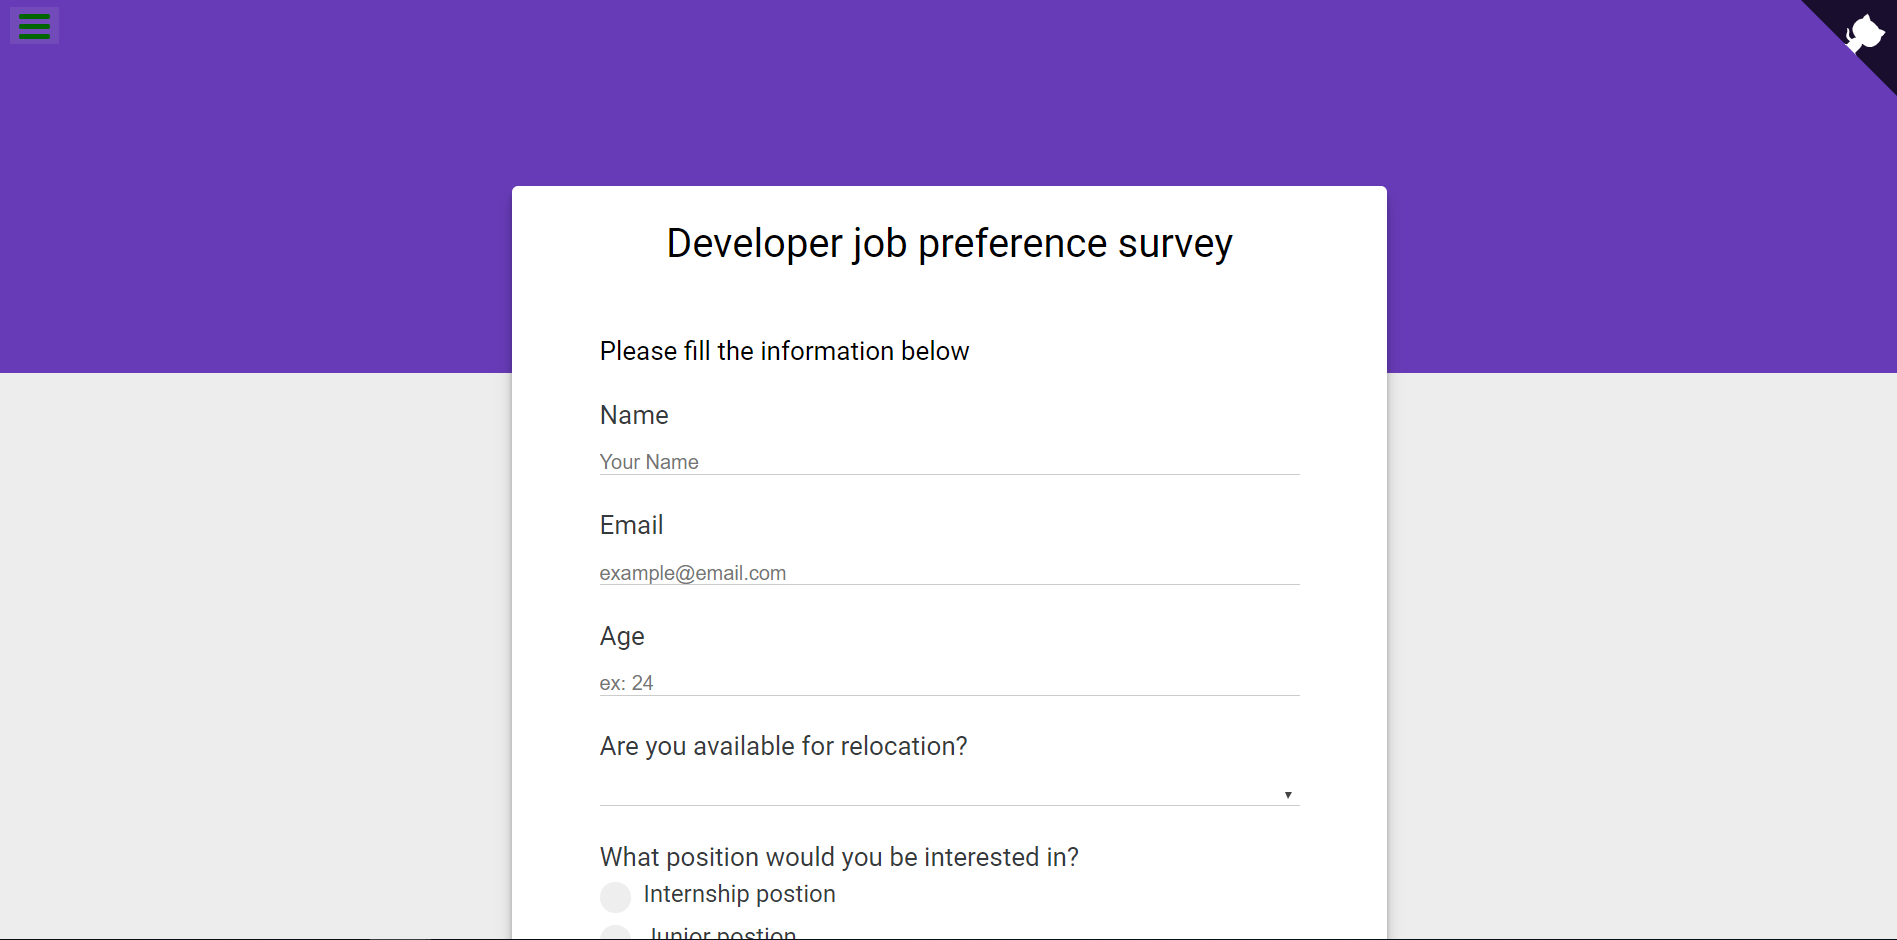 Developer job preference survey
Please fill the information below
Name
Your Name
Email
example@email.com
Age
ex: 24
Are you available for relocation?
What position would you be interested in?
Internship postion
Junior postion